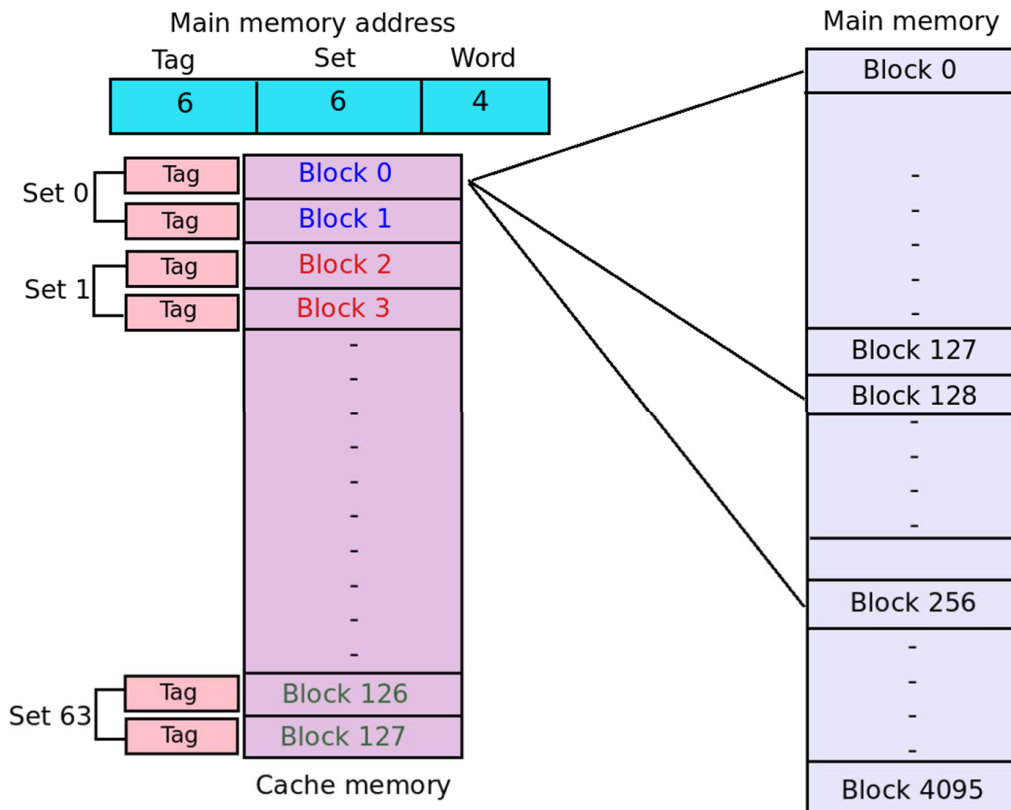 Main memory address
Tag Set Word
6 6 4
Set 0
Tag Block 0
Tag Block 1
Set 1
Tag Block 2
Tag Block 3
-
-
-
-
-
-
-
-
-
-
Set 63
Tag Block 126
Tag Block 127
Cache memory
Main memory
Block 0
-
-
-
-
-
Block 127
Block 128
-
-
-
-
Block 256
-
-
-
-
Block 4095